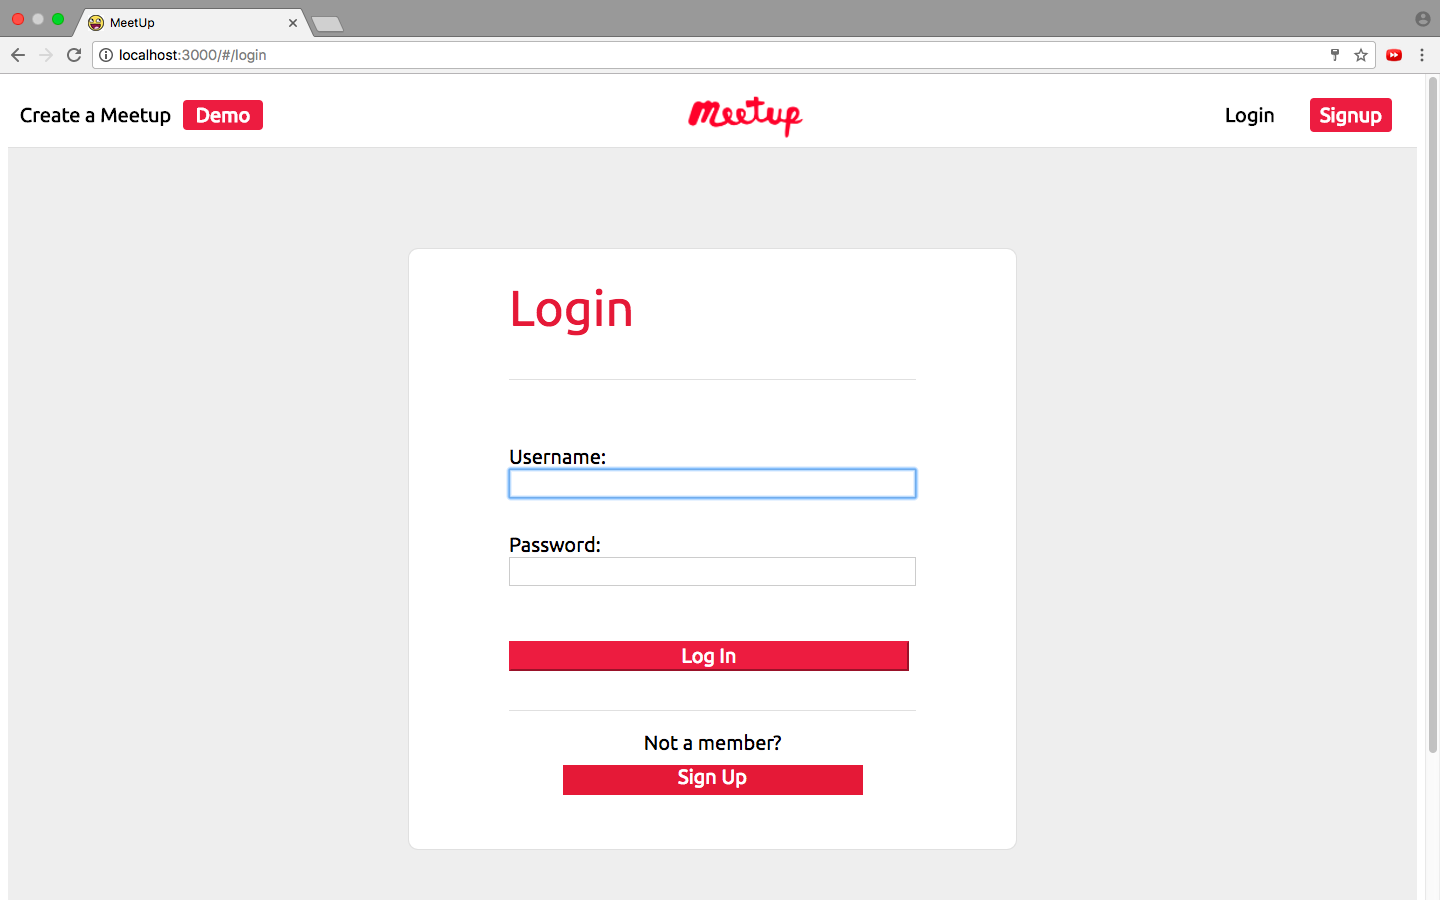 MeetUp
localhost:3000/#/login
Create a Meetup Demo meetup Login Signup
Login
Username:
Password:
Log In
Not a member?
Sign Up